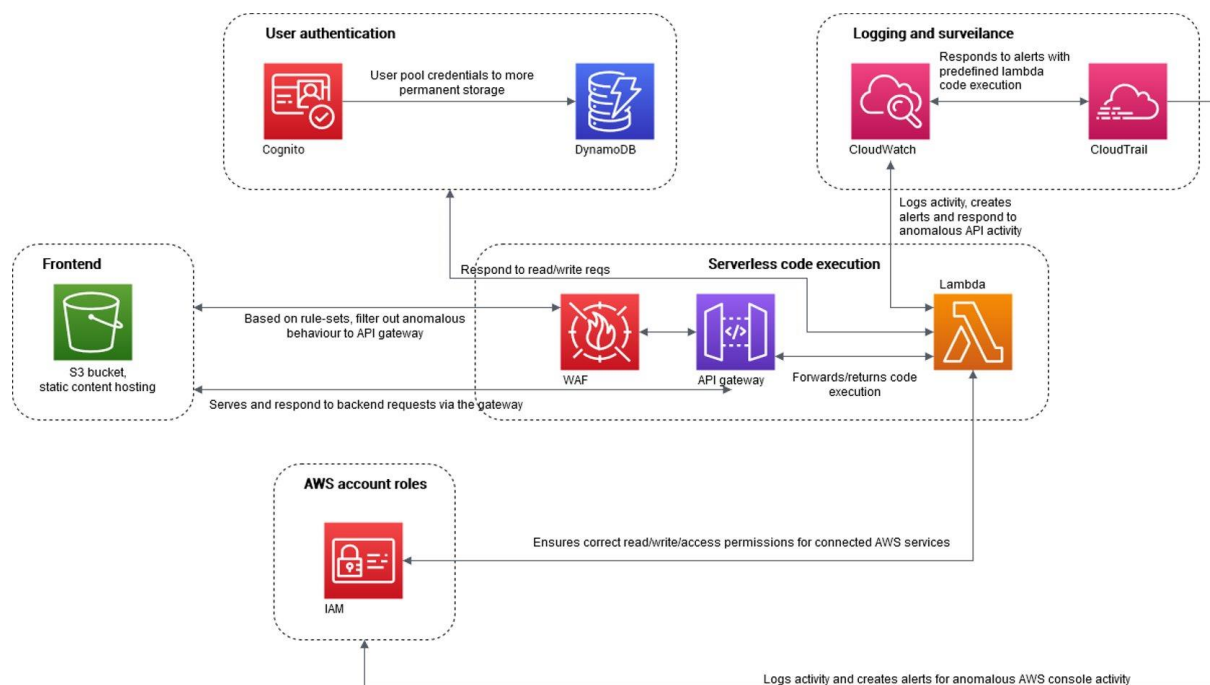 User authentication
User pool credentials to more
permanent storage
Cognito
DynamoDB
Logging and surveilance
Responds to alerts with
predefined lambda
code execution
CloudWatch
CloudTrail
Logs activity, creates
alerts and respond to
anomalous API activity
Frontend
S3 bucket,
static content hosting
Respond to read/write reqs
Serverless code execution
Based on rule-sets, filter out anomalous
behaviour to API gateway
WAF
API gateway
Lambda
Forwards/returns code
execution
Serves and respond to backend requests via the gateway
AWS account roles
IAM
Ensures correct read/write/access permissions for connected AWS services
Logs activity and creates alerts for anomalous AWS console activity